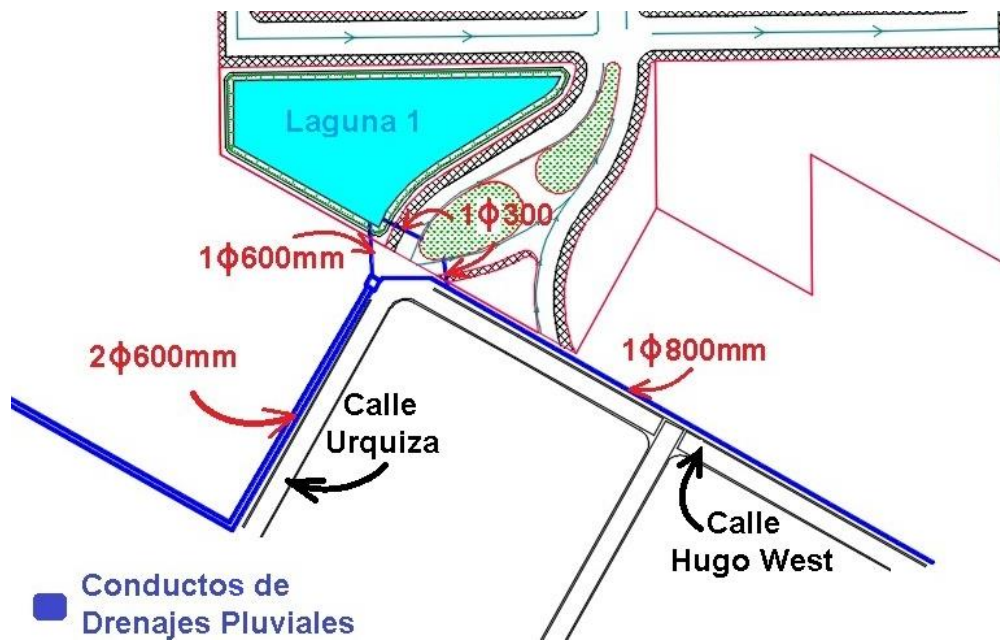 Laguna 1
1ϕ300
1ϕ600mm
2ϕ600mm
1ϕ800mm
Calle
Urquiza
Calle
Hugo West
Conductos de
Drenajes Pluviales